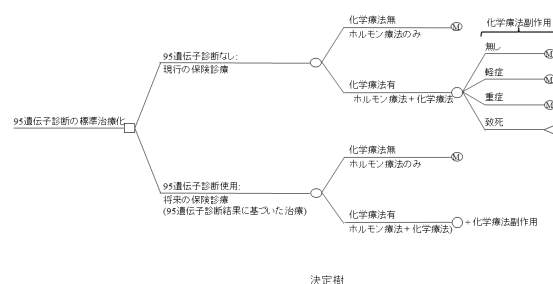 95遺伝子診断の標準治療化
95遺伝子診断なし:
現行の保険診療
化学療法無
ホルモン療法のみ
M
化学療法有
ホルモン療法+化学療法
化学療法副作用
無し
M
軽症
M
重症
M
致死
95遺伝子診断使用:
将来の保険診療
(95遺伝子診断結果に基づいた治療)
化学療法無
ホルモン療法のみ
M
化学療法有
ホルモン療法+化学療法)
+化学療法副作用
決定樹